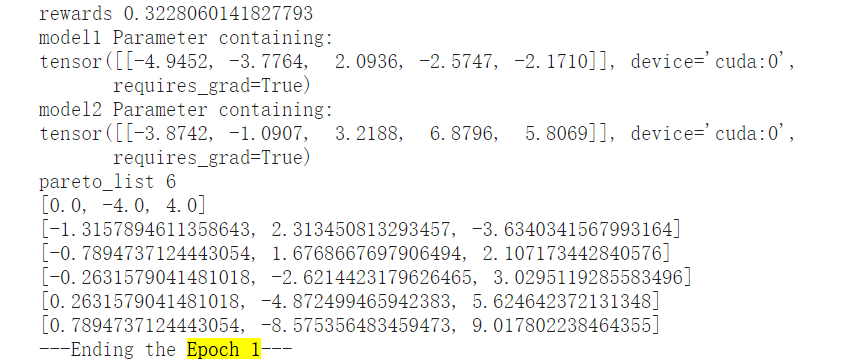 rewards 0.3228060141827793
model1 Parameter containing:
tensor([[-4.9452, -3.7764,  2.0936, -2.5747, -2.1710]], device='cuda:0',
       requires_grad=True)
model2 Parameter containing:
tensor([[-3.8742, -1.0907,  3.2188,  6.8796,  5.8069]], device='cuda:0',
       requires_grad=True)
pareto_list 6
[0.0, -4.0, 4.0]
[-1.3157894611358643, 2.313450813293457, -3.6340341567993164]
[-0.7894737124443054, 1.6768667697906494, 2.107173442840576]
[-0.2631579041481018, -2.6214423179626465, 3.0295119285583496]
[0.2631579041481018, -4.872499465942383, 5.624642372131348]
[0.7894737124443054, -8.575356483459473, 9.017802238464355]
---Ending the Epoch 1---